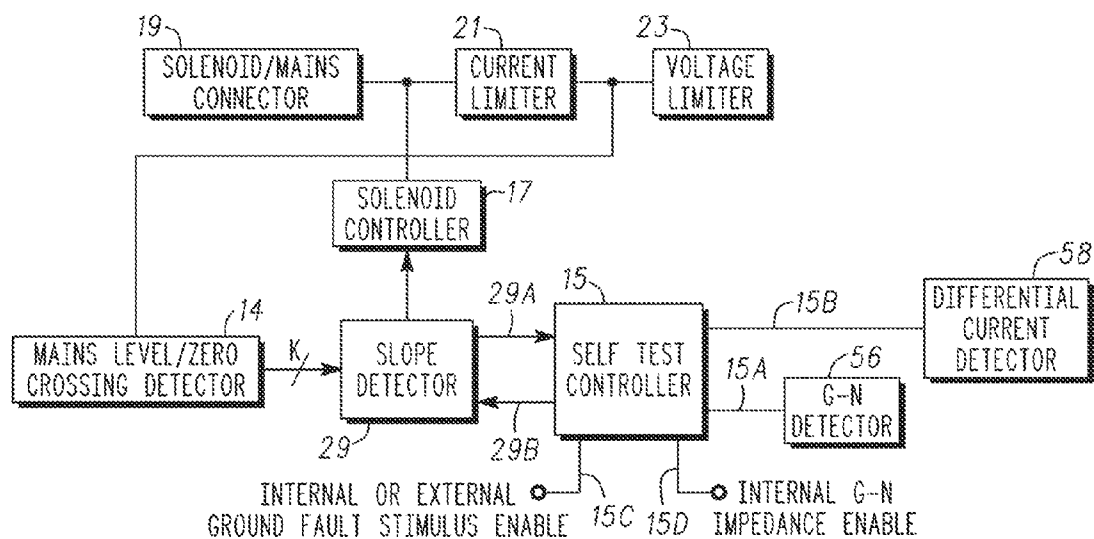 19
SOLENOID/MAINS
CONNECTOR
21
CURRENT
LIMITER
23
VOLTAGE
LIMITER
SOLENOID
CONTROLLER
17
14
MAINS LEVEL/ZERO
CROSSING DETECTOR
K
SLOPE
DETECTOR
29
29A
29B
15
SELF TEST
CONTROLLER
15B
15A
58
DIFFERENTIAL
CURRENT
DETECTOR
56
G-N
DETECTOR
INTERNAL OR EXTERNAL
GROUND FAULT STIMULUS ENABLE
15C
15D
INTERNAL G-N
IMPEDANCE ENABLE